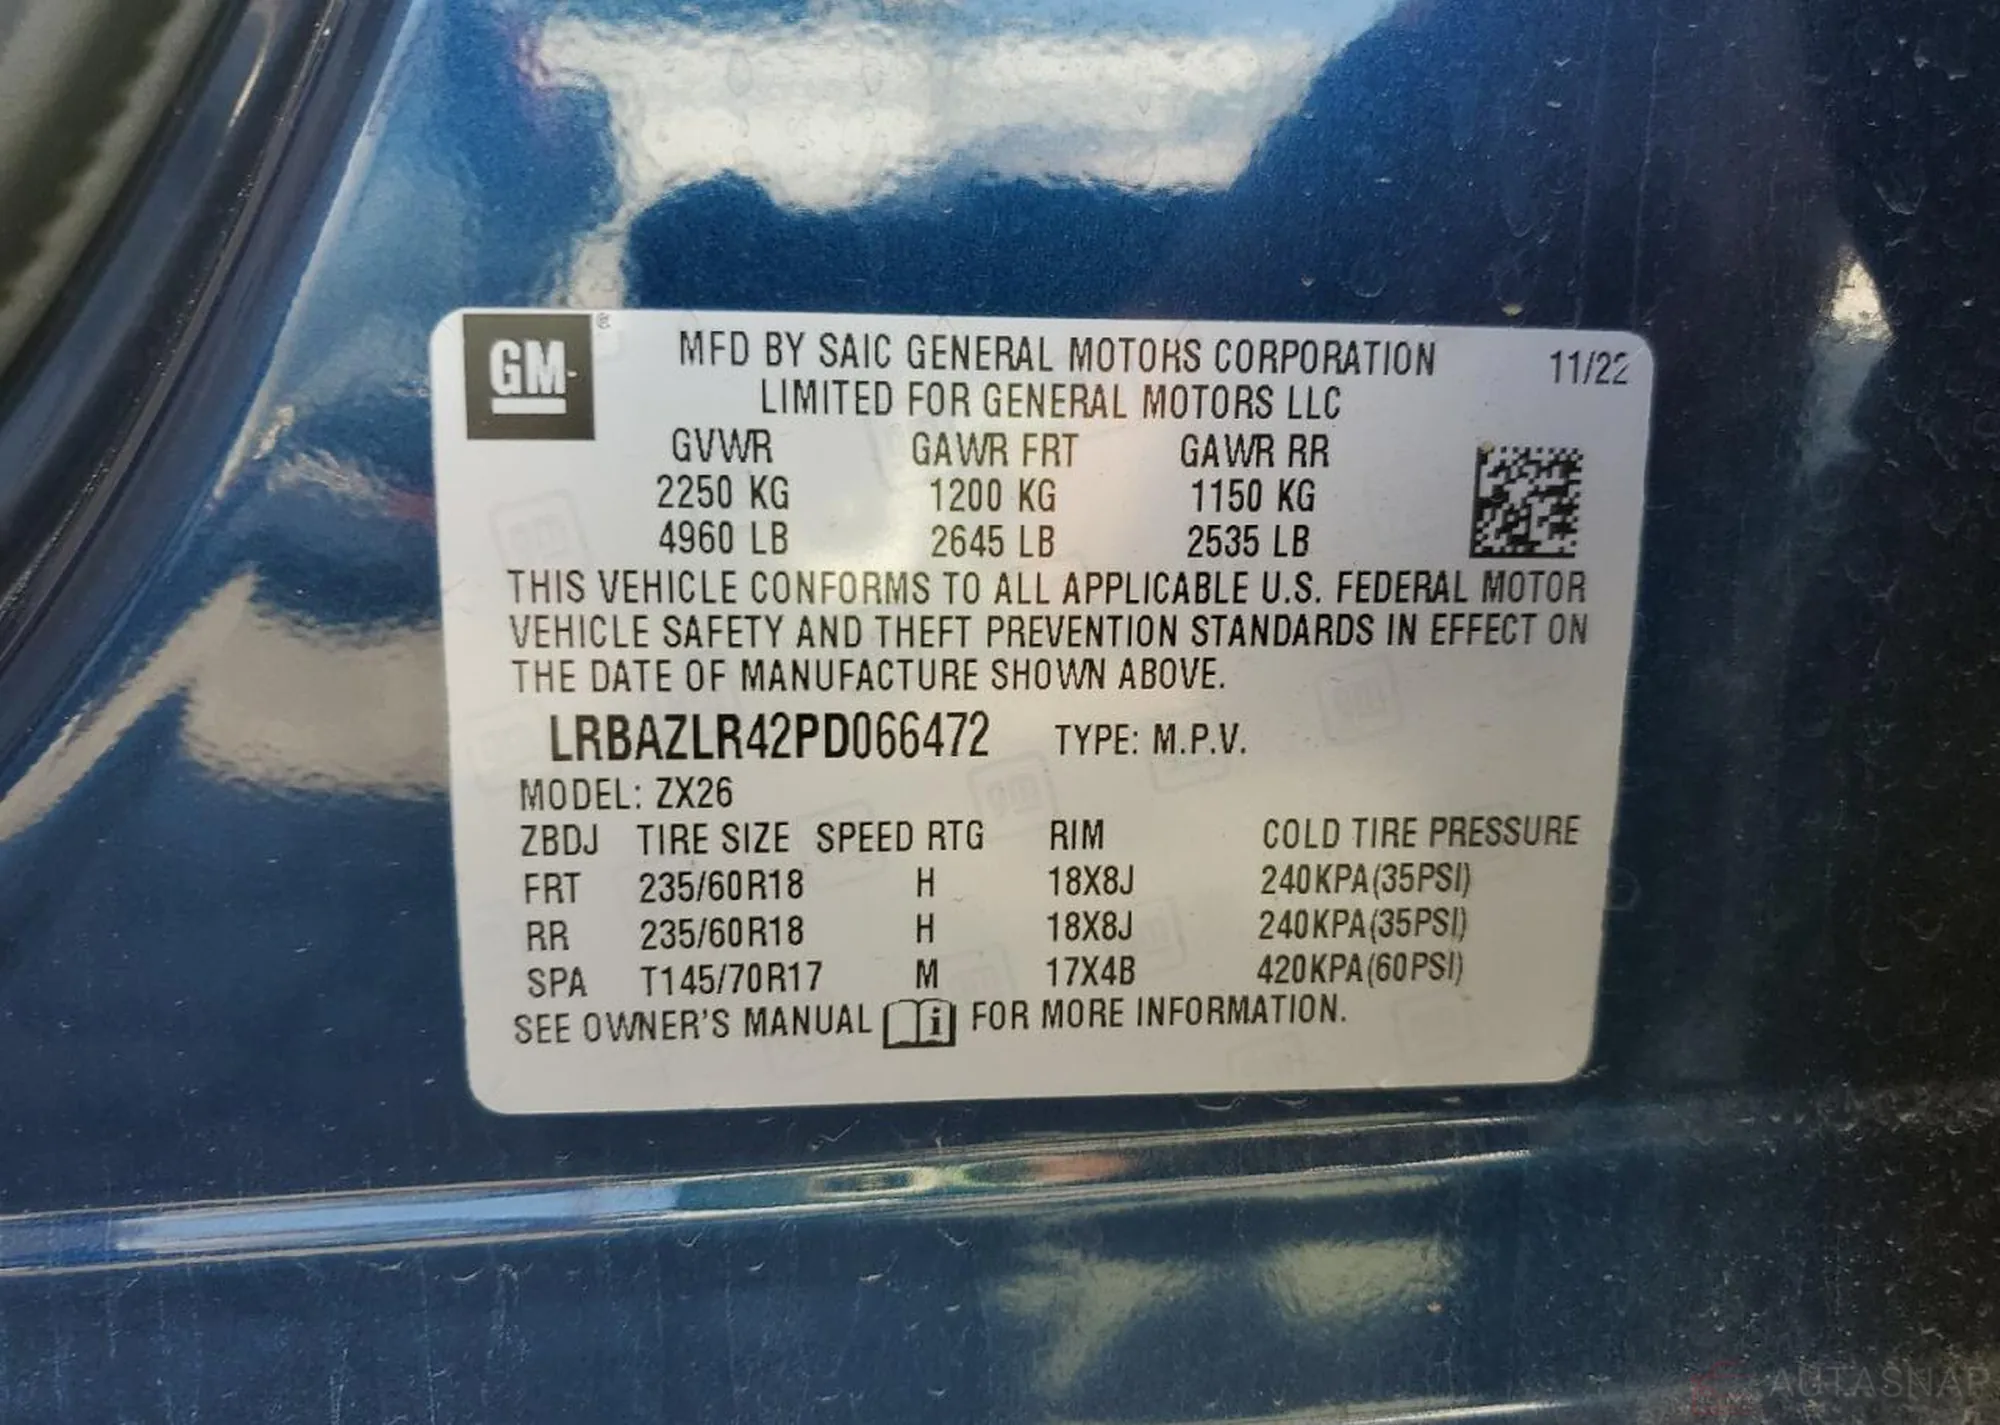 GM
®
MFD BY SAIC GENERAL MOTORS CORPORATION 11/22
LIMITED FOR GENERAL MOTORS LLC
GVWR GAWR FRT GAWR RR
2250 KG 1200 KG 1150 KG
4960 LB 2645 LB 2535 LB
THIS VEHICLE CONFORMS TO ALL APPLICABLE U.S. FEDERAL MOTOR
VEHICLE SAFETY AND THEFT PREVENTION STANDARDS IN EFFECT ON
THE DATE OF MANUFACTURE SHOWN ABOVE.
LRBAZLR42PD066472 TYPE: M.P.V.
MODEL: ZX26
ZBDJ TIRE SIZE SPEED RTG RIM COLD TIRE PRESSURE
FRT 235/60R18 H 18X8J 240KPA(35PSI)
RR 235/60R18 H 18X8J 240KPA(35PSI)
SPA T145/70R17 M 17X4B 420KPA(60PSI)
SEE OWNER'S MANUAL i FOR MORE INFORMATION.
AUTASNAP